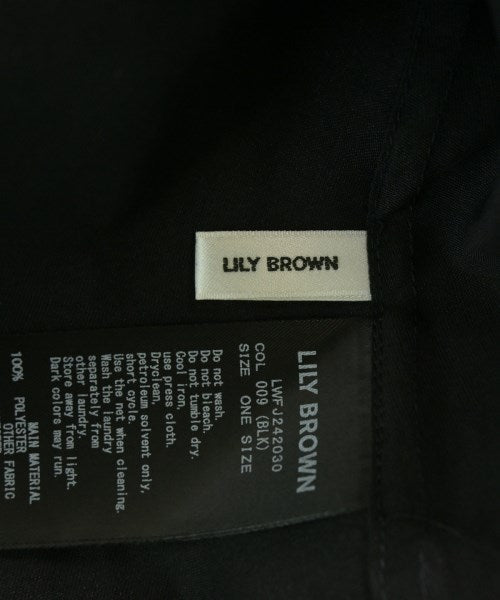 LILY BROWN
LILY BROWN
LWFJ242030
COL 009 (BLK)
SIZE ONE SIZE
Do not wash.
Do not bleach.
Do not tumble dry.
Cool iron.
use press cloth.
Dryclean,
petroleum solvent only,
short cycle.
Use the net when cleaning.
Wash the laundry
separately from
other laundry.
Store away from light.
Dark colors may run.
MAIN MATERIAL
100% POLYESTER
OTHER FABRIC